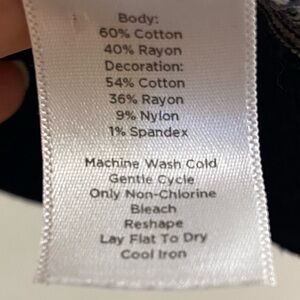 Body:
60% Cotton
40% Rayon
Decoration:
54% Cotton
36% Rayon
9% Nylon
1% Spandex
Machine Wash Cold
Gentle Cycle
Only Non-Chlorine
Bleach
Reshape
Lay Flat To Dry
Cool Iron